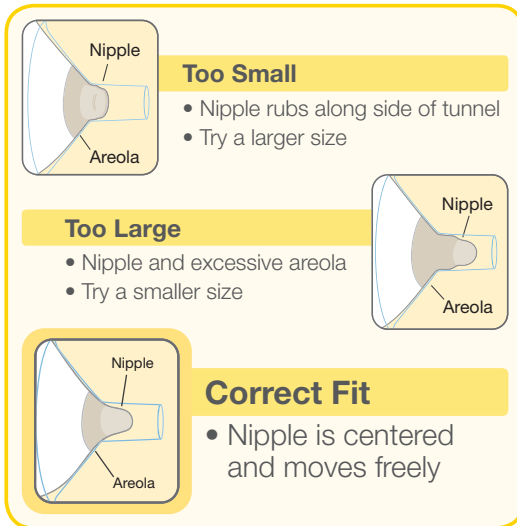 Nipple
Areola
Too Small
• Nipple rubs along side of tunnel
• Try a larger size
Too Large
• Nipple and excessive areola
• Try a smaller size
Nipple
Areola
Nipple
Areola
Correct Fit
• Nipple is centered
and moves freely